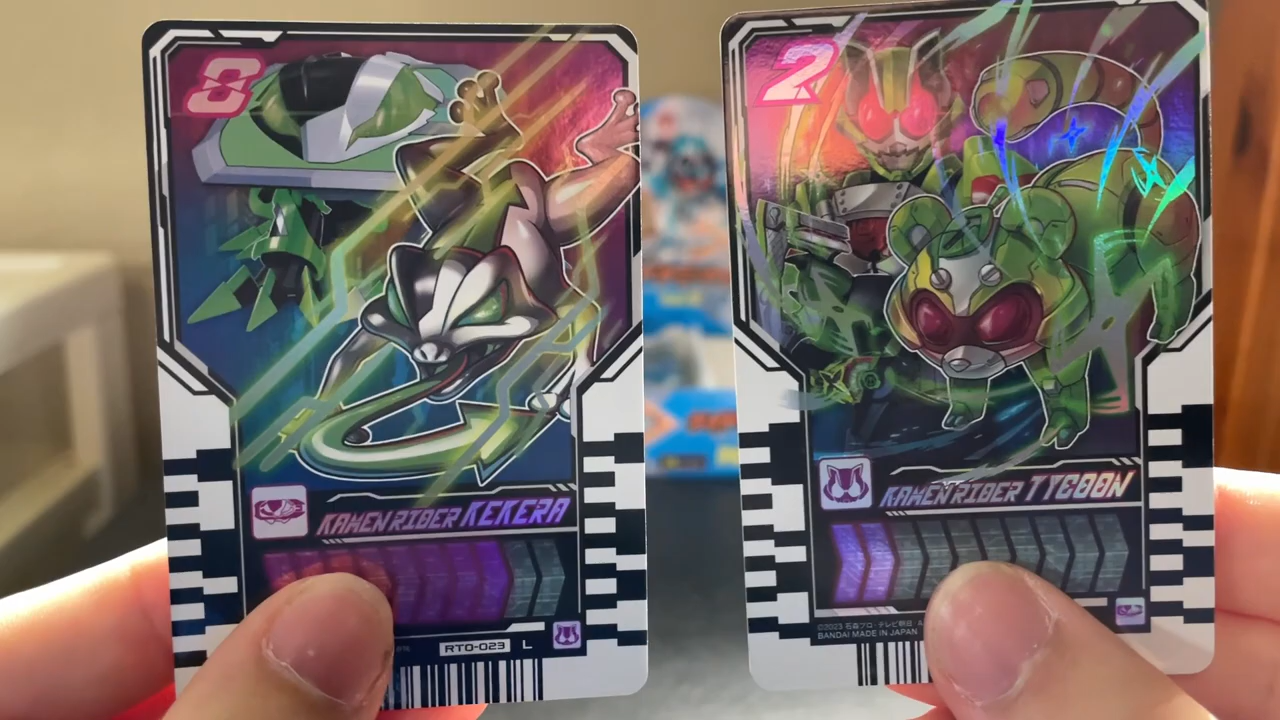 8
KAMEN RIDER KEKERA
RTO-023 L
2
KAMEN RIDER TYCOON
©2023 石森プロ・テレビ朝日・A
BANDAI MADE IN JAPAN